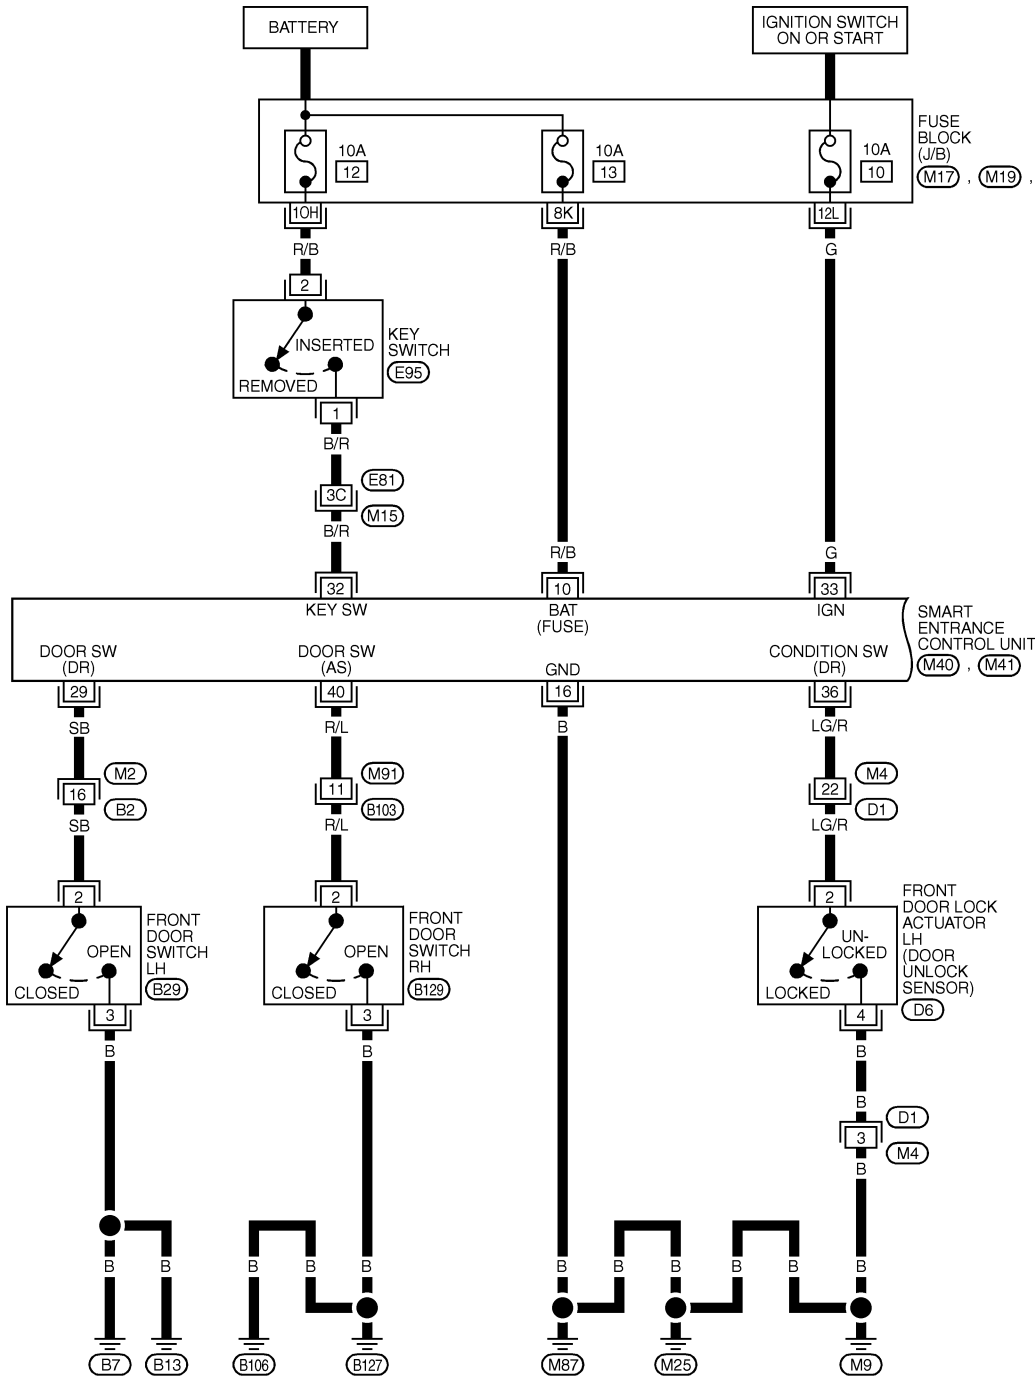 BATTERY
IGNITION SWITCH
ON OR START
FUSE
BLOCK
(J/B)
M17 , M19 ,
10A
12
10A
13
10A
10
10H
8K
12L
R/B
R/B
G
2
INSERTED
REMOVED
KEY
SWITCH
E95
1
B/R
E81
3C
M15
B/R
R/B
G
32
10
33
KEY SW
BAT
(FUSE)
IGN
SMART
ENTRANCE
CONTROL UNIT
M40 , M41
DOOR SW
(DR)
DOOR SW
(AS)
GND
CONDITION SW
(DR)
29
40
16
36
SB
R/L
B
LG/R
M2
16
B2
M91
11
B103
M4
22
D1
SB
R/L
LG/R
2
2
2
OPEN
CLOSED
FRONT
DOOR
SWITCH
LH
B29
OPEN
CLOSED
FRONT
DOOR
SWITCH
RH
B129
UN-
LOCKED
LOCKED
FRONT
DOOR LOCK
ACTUATOR
LH
(DOOR
UNLOCK
SENSOR)
D6
3
3
4
B
B
B
B
D1
3
M4
B
B
B
B
B
B
B
B
B
B
B
B7
B13
B106
B127
M87
M25
M9